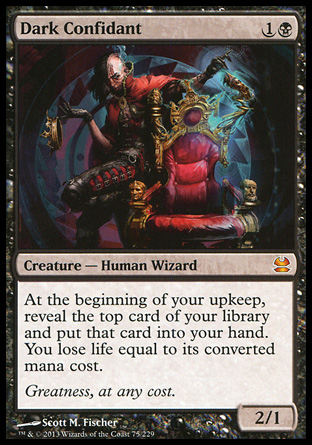 Dark Confidant 1
Creature — Human Wizard
At the beginning of your upkeep,
reveal the top card of your library
and put that card into your hand.
You lose life equal to its converted
mana cost.
Greatness, at any cost.
Scott M. Fischer
™ & © 2013 Wizards of the Coast 75/229
2/1